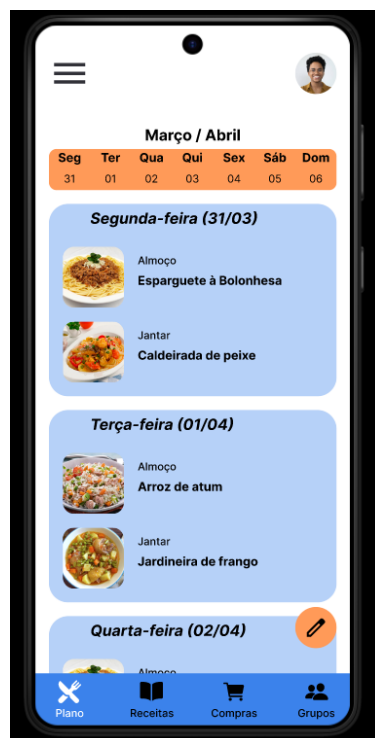 Março / Abril
Seg Ter Qua Qui Sex Sáb Dom
31 01 02 03 04 05 06
Segunda-feira (31/03)
Almoço
Esparguete à Bolonhesa
Jantar
Caldeirada de peixe
Terça-feira (01/04)
Almoço
Arroz de atum
Jantar
Jardineira de frango
Quarta-feira (02/04)
Almoço
Plano Receitas Compras Grupos